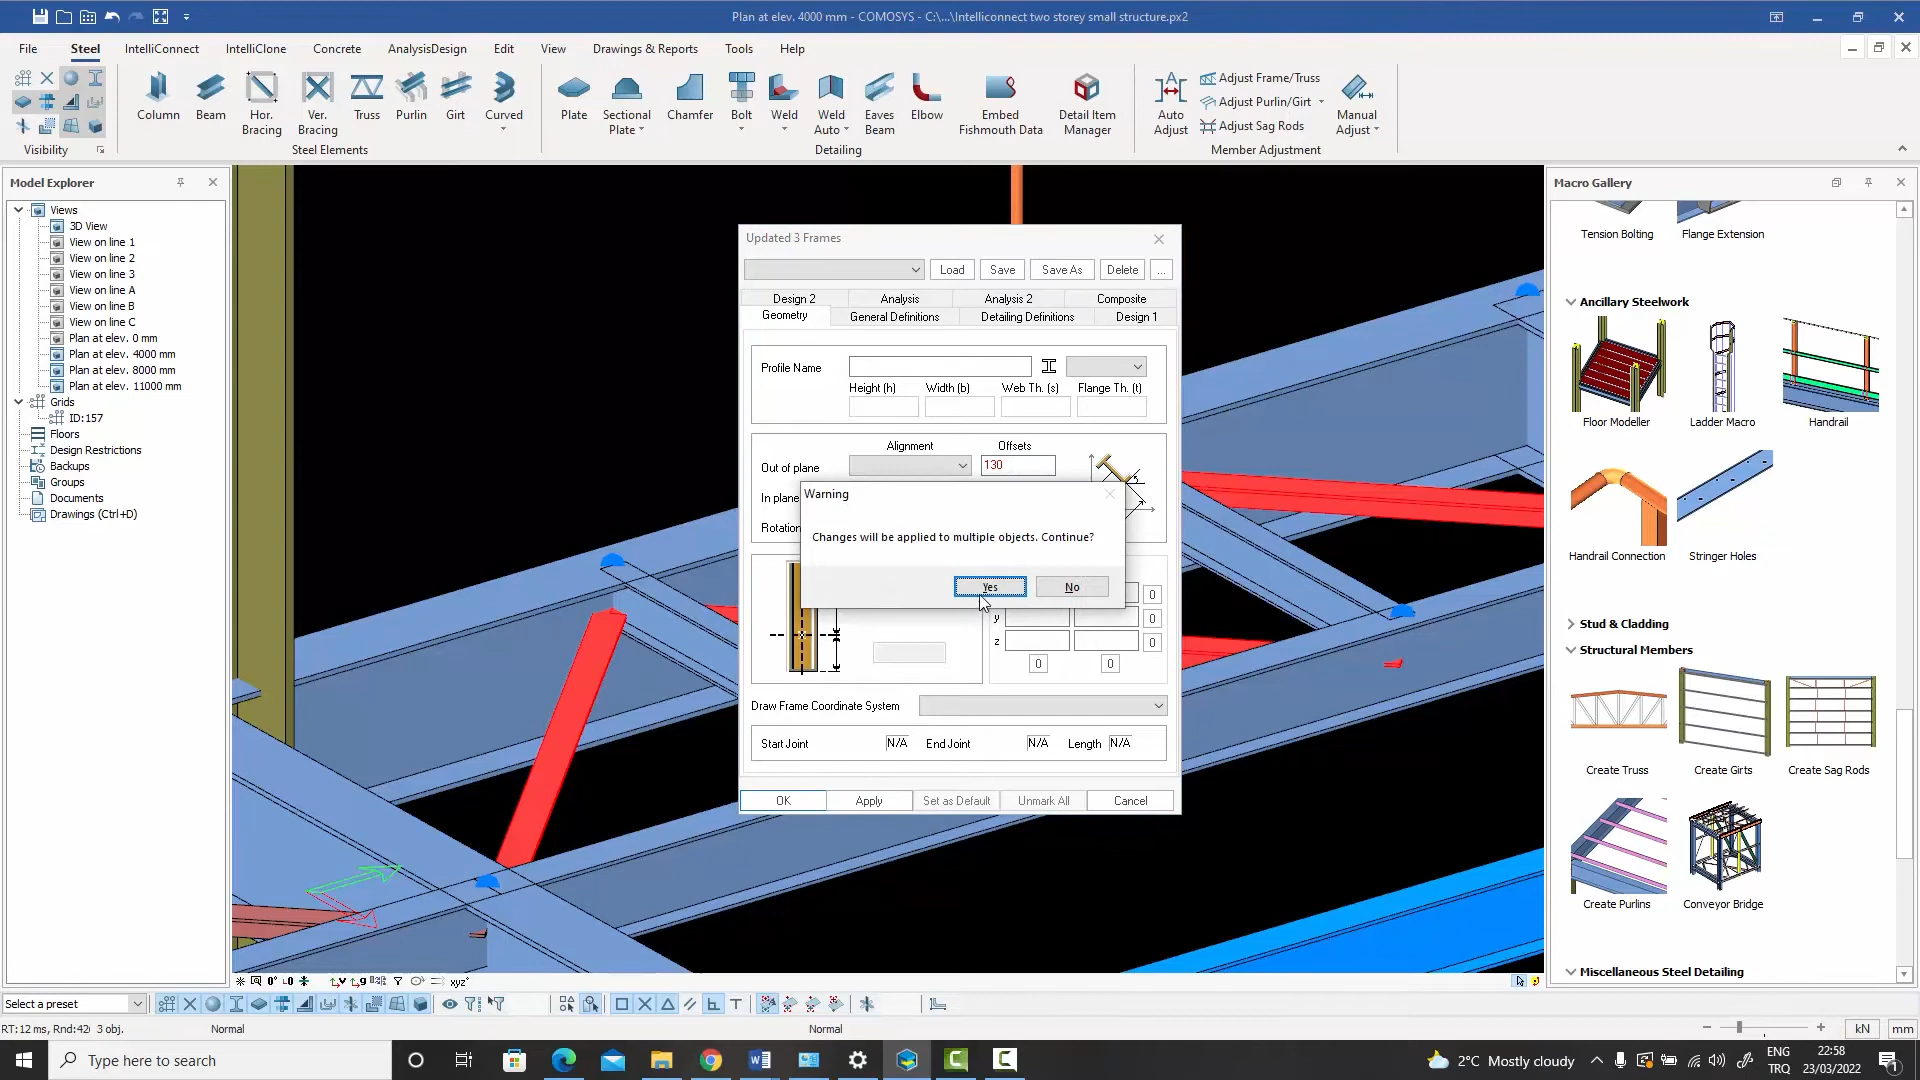 Plan at elev. 4000 mm - COMOSYS - C:\...\Intelliconnect two storey small structure.px2
File Steel IntelliConnect IntelliClone Concrete AnalysisDesign Edit View Drawings & Reports Tools Help
Visibility
Column
Beam
Hor. Bracing
Ver. Bracing
Truss
Purlin
Girt
Curved
Steel Elements
Plate
Sectional Plate
Chamfer
Bolt
Weld
Weld Auto
Eaves Beam
Elbow
Embed Fishmouth Data
Detail Item Manager
Detailing
Auto Adjust
Adjust Frame/Truss
Adjust Purlin/Girt
Adjust Sag Rods
Manual Adjust
Member Adjustment
Model Explorer
Views
3D View
View on line 1
View on line 2
View on line 3
View on line A
View on line B
View on line C
Plan at elev. 0 mm
Plan at elev. 4000 mm
Plan at elev. 8000 mm
Plan at elev. 11000 mm
Grids
ID:157
Floors
Design Restrictions
Backups
Groups
Documents
Drawings (Ctrl+D)
Updated 3 Frames
Load Save Save As Delete ...
Design 2 Analysis Analysis 2 Composite
Geometry General Definitions Detailing Definitions Design 1
Profile Name
Height (h) Width (b) Web Th. (s) Flange Th. (t)
Alignment Offsets
Out of plane 130
In plane
Rotation
Warning
Changes will be applied to multiple objects. Continue?
Yes No
0
y 0
z 0
0 0
Draw Frame Coordinate System
Start Joint N/A End Joint N/A Length N/A
OK Apply Set as Default Unmark All Cancel
Macro Gallery
Tension Bolting Flange Extension
Ancillary Steelwork
Floor Modeller Ladder Macro Handrail
Handrail Connection Stringer Holes
Stud & Cladding
Structural Members
Create Truss Create Girts Create Sag Rods
Create Purlins Conveyor Bridge
Miscellaneous Steel Detailing
xyz
Select a preset
RT:12 ms, Rnd:42 3 obj. Normal Normal kN mm
Type here to search
2°C Mostly cloudy
ENG
TRQ
22:58
23/03/2022
1